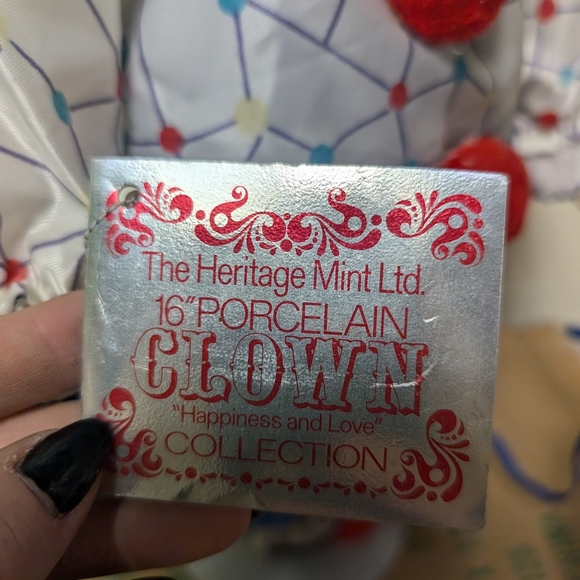 The Heritage Mint Ltd.
16" PORCELAIN
CLOWN
"Happiness and Love"
COLLECTION